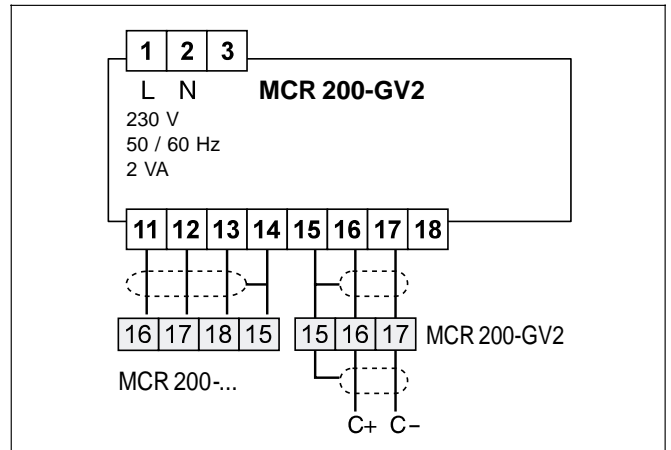 1 2 3
L N MCR 200-GV2
230 V
50 / 60 Hz
2 VA
11 12 13 14 15 16 17 18
16 17 18 15 15 16 17 MCR 200-GV2
MCR 200-...
C+ C-